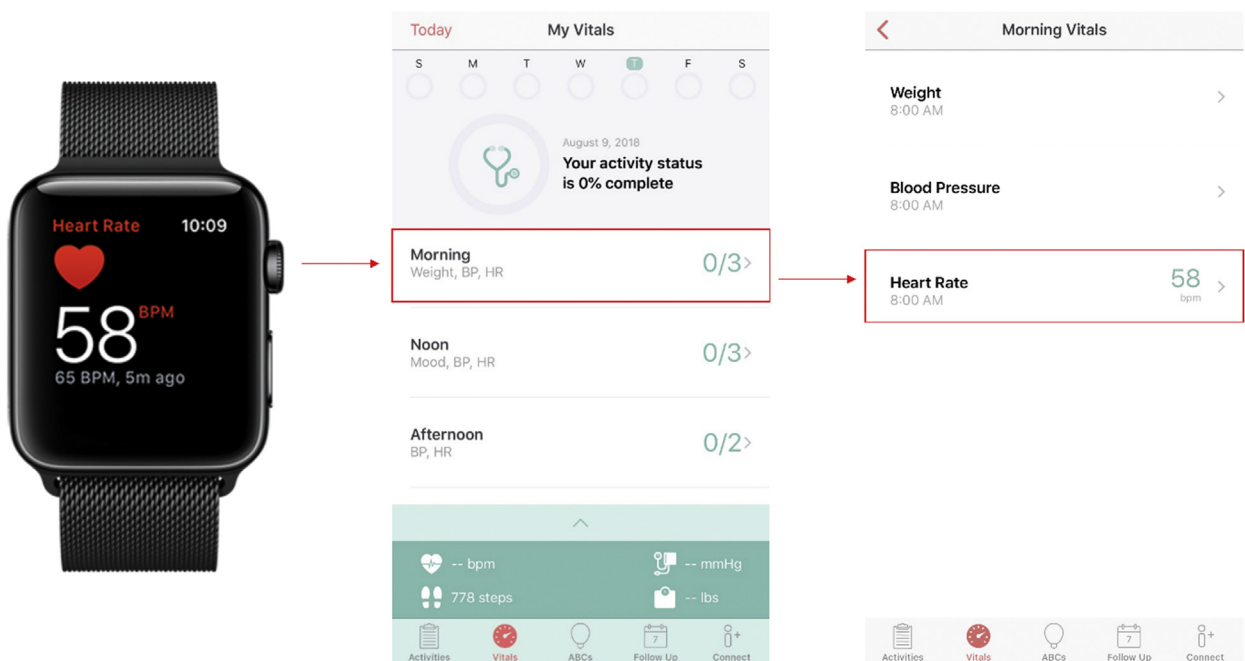 Heart Rate 10:09
58 BPM
65 BPM, 5m ago
Today My Vitals
S M T W T F S
August 9, 2018
Your activity status
is 0% complete
Morning
Weight, BP, HR
0/3
Noon
Mood, BP, HR
0/3
Afternoon
BP, HR
0/2
-- bpm -- mmHg
778 steps -- lbs
7
Activities Vitals ABCs Follow Up Connect
Morning Vitals
Weight
8:00 AM
Blood Pressure
8:00 AM
Heart Rate
8:00 AM
58
bpm
7
Activities Vitals ABCs Follow Up Connect